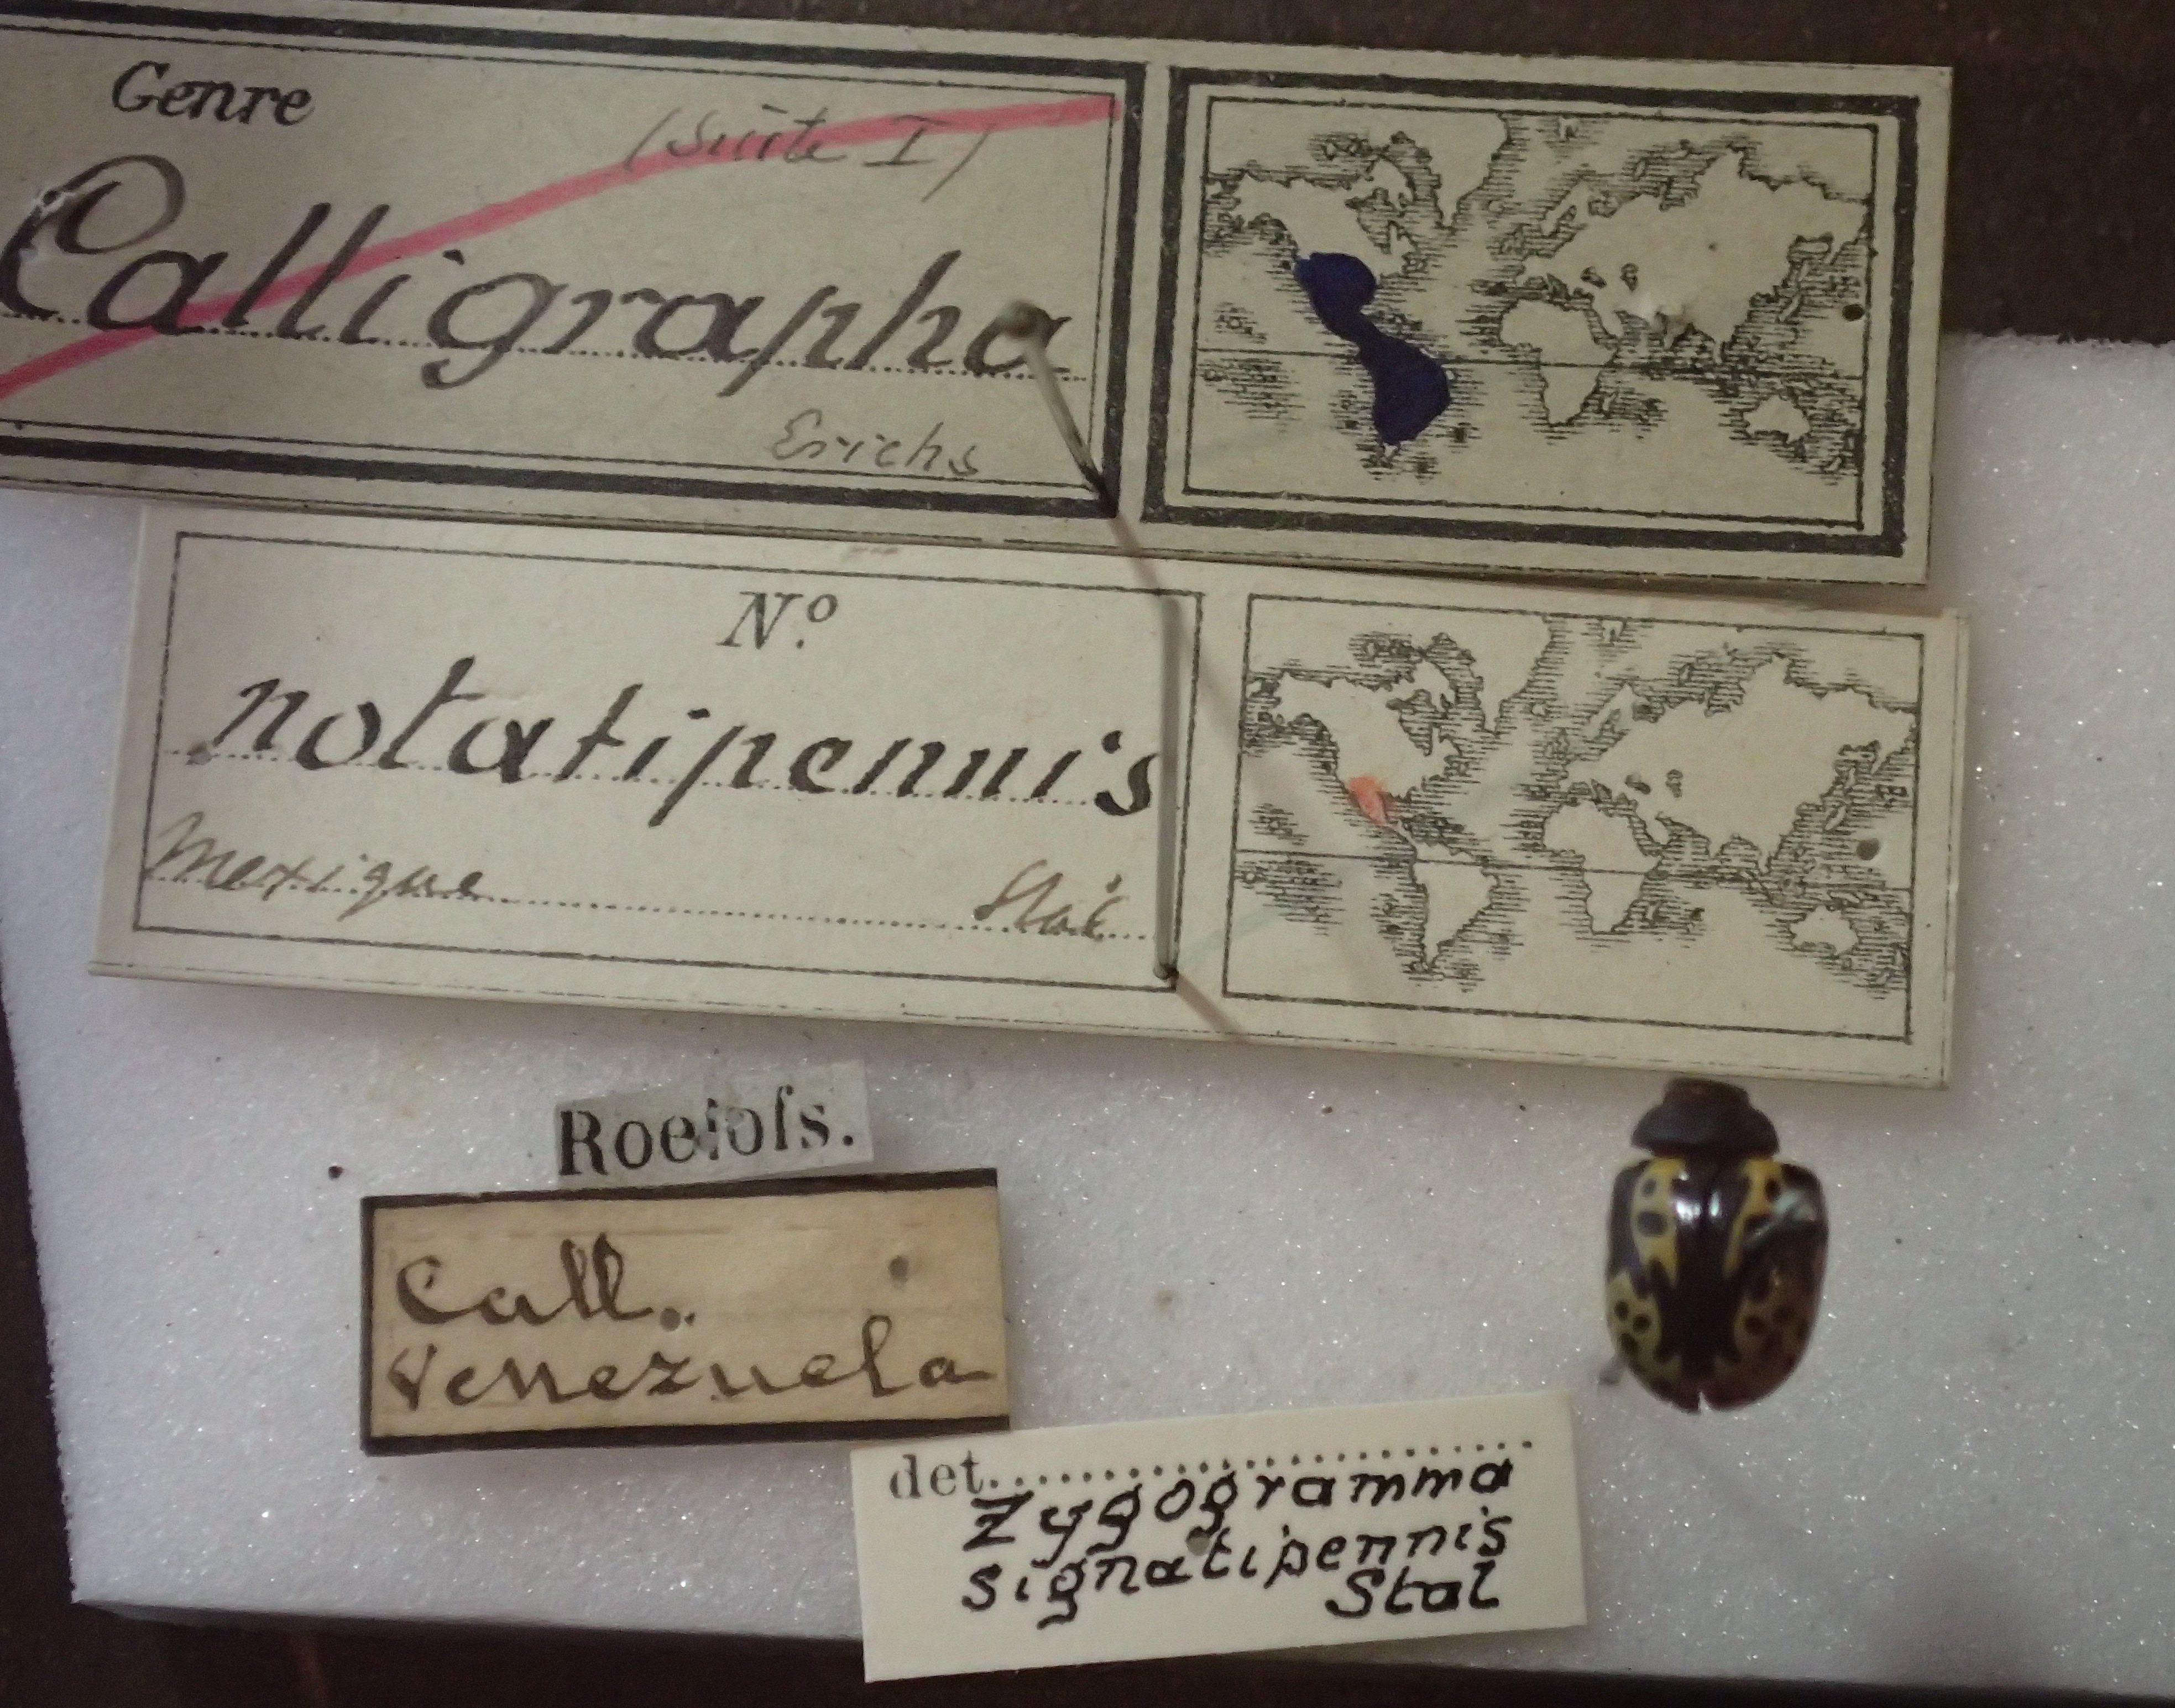 Genre
(Suite I)
Calligrapha
Erichs
N.º
notatipennis
Mexique Stål
Roelofs.
Call.
Venezuela
det.
Zygogramma
signatipennis
Stal